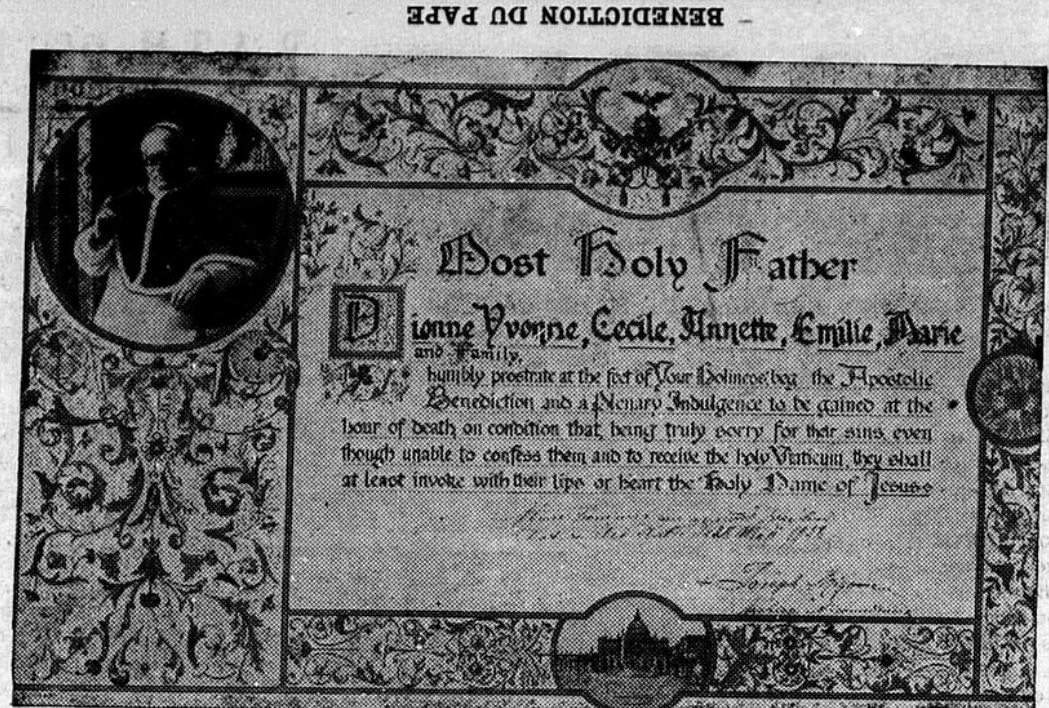 BENEDICTION DU PAPE
Most Holy Father
Dionne Yvonne, Cecile, Annette, Emilie, Marie
and Family,
humbly prostrate at the feet of Your Holiness beg the Apostolic
Benediction and a Plenary Indulgence to be gained at the
hour of death on condition that, being truly sorry for their sins, even
though unable to confess them and to receive the holy Viaticum, they shall
at least invoke with their lips or heart the Holy Name of Jesus.
Joseph